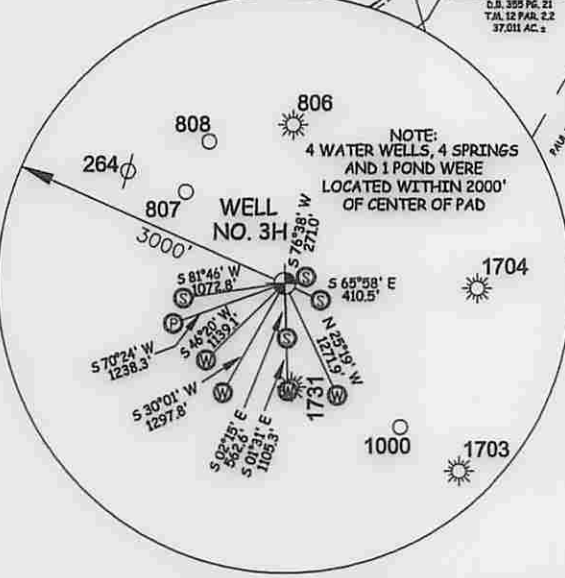 D.B. 355 PG. 21
T.M. 12 PAR. 2.2
37.011 AC.±
806
808
NOTE:
4 WATER WELLS, 4 SPRINGS
AND 1 POND WERE
LOCATED WITHIN 2000'
OF CENTER OF PAD
264
807
WELL
NO. 3H
3000'
S 76°38' W
271.0'
S 81°46' W
1072.8'
S
S
S 65°58' E
410.5'
S
1704
P
S 70°24' W
1238.3'
S 46°20' W
1139.1'
W
S
N 25°19' W
1271.9'
S 30°01' W
1297.8'
W
W
W
1731
S 02°15' E
562.6'
S 01°31' E
1105.3'
1000
1703